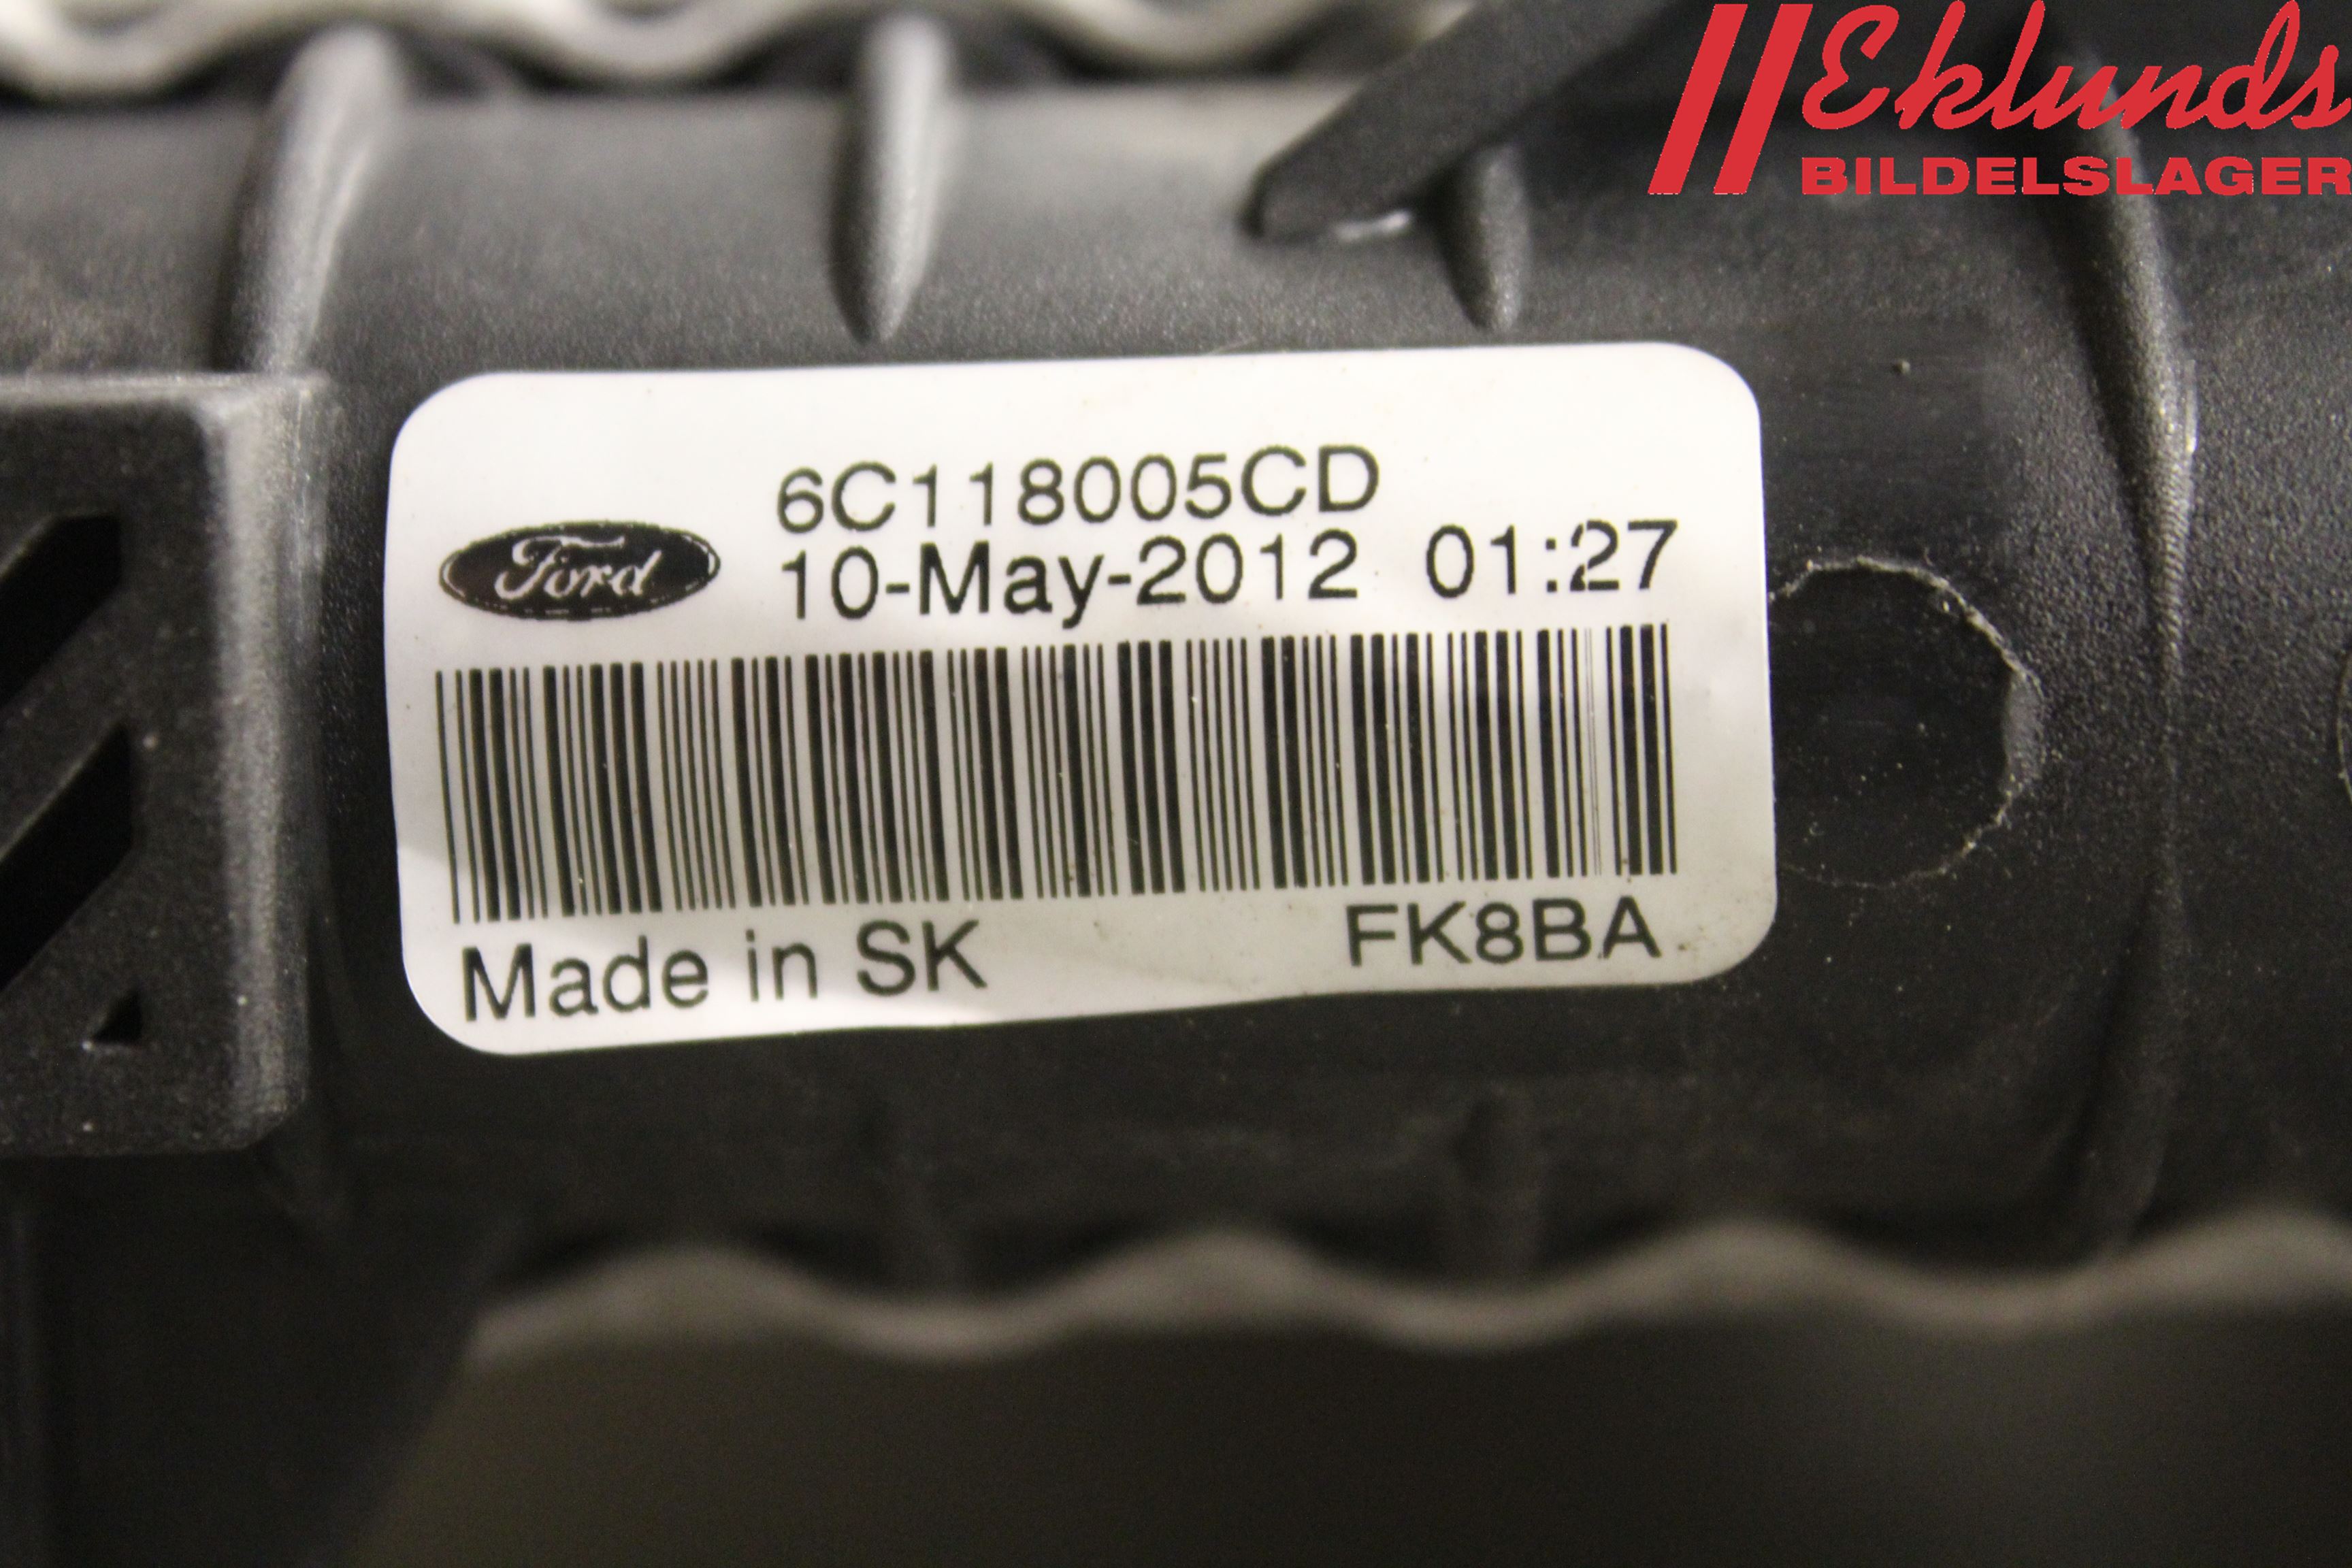 Eklunds
BILDELSLAGER
6C118005CD
Ford
10-May-2012 01:27
Made in SK FK8BA